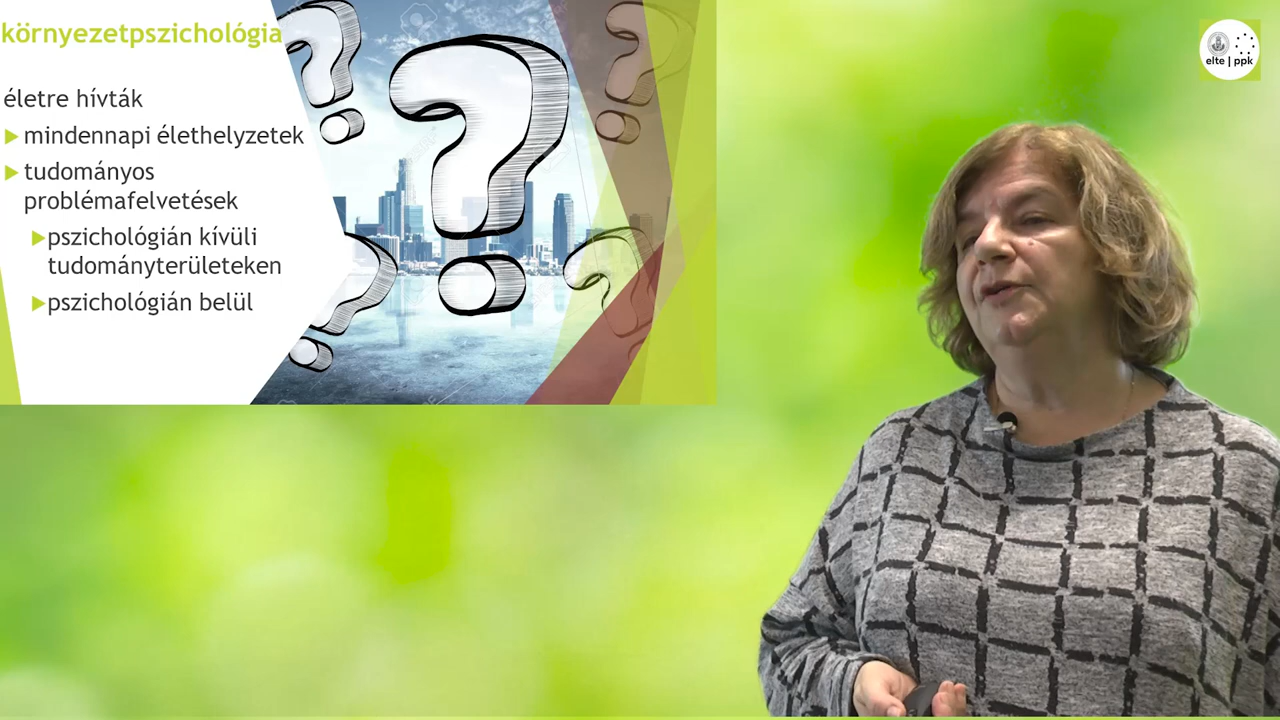 környezetpszichológia
életre hívták
mindennapi élethelyzetek
tudományos
problémafelvetések
pszichológián kívüli
tudományterületeken
pszichológián belül
elte | ppk